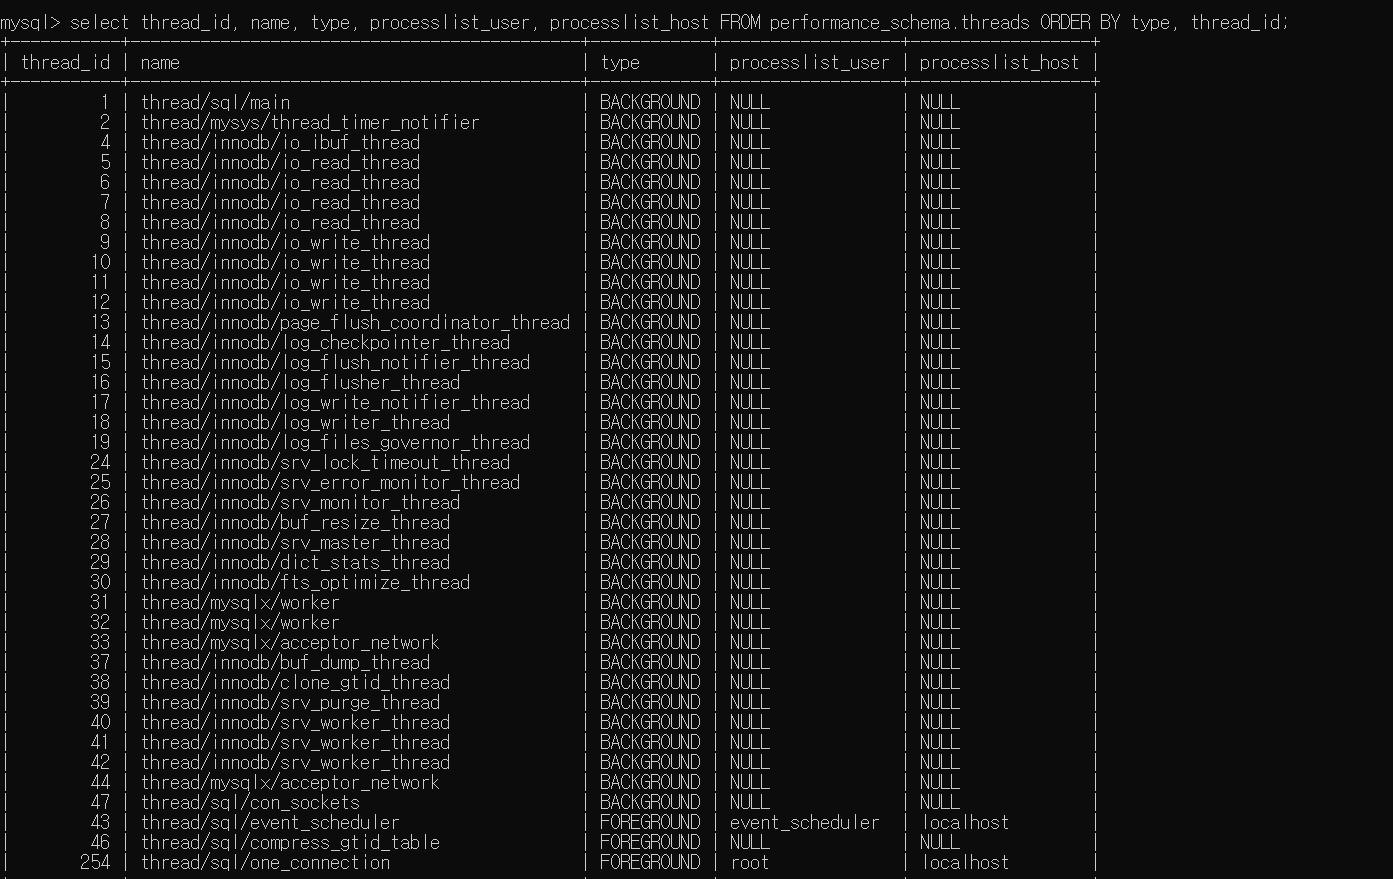 mysql> select thread_id, name, type, processlist_user, processlist_host FROM performance_schema.threads ORDER BY type, thread_id;
+-----------+---------------------------------------------+------------+------------------+------------------+
| thread_id | name                                        | type       | processlist_user | processlist_host |
+-----------+---------------------------------------------+------------+------------------+------------------+
|         1 | thread/sql/main                             | BACKGROUND | NULL             | NULL             |
|         2 | thread/mysys/thread_timer_notifier          | BACKGROUND | NULL             | NULL             |
|         4 | thread/innodb/io_ibuf_thread                | BACKGROUND | NULL             | NULL             |
|         5 | thread/innodb/io_read_thread                | BACKGROUND | NULL             | NULL             |
|         6 | thread/innodb/io_read_thread                | BACKGROUND | NULL             | NULL             |
|         7 | thread/innodb/io_read_thread                | BACKGROUND | NULL             | NULL             |
|         8 | thread/innodb/io_read_thread                | BACKGROUND | NULL             | NULL             |
|         9 | thread/innodb/io_write_thread               | BACKGROUND | NULL             | NULL             |
|        10 | thread/innodb/io_write_thread               | BACKGROUND | NULL             | NULL             |
|        11 | thread/innodb/io_write_thread               | BACKGROUND | NULL             | NULL             |
|        12 | thread/innodb/io_write_thread               | BACKGROUND | NULL             | NULL             |
|        13 | thread/innodb/page_flush_coordinator_thread | BACKGROUND | NULL             | NULL             |
|        14 | thread/innodb/log_checkpointer_thread       | BACKGROUND | NULL             | NULL             |
|        15 | thread/innodb/log_flush_notifier_thread     | BACKGROUND | NULL             | NULL             |
|        16 | thread/innodb/log_flusher_thread            | BACKGROUND | NULL             | NULL             |
|        17 | thread/innodb/log_write_notifier_thread     | BACKGROUND | NULL             | NULL             |
|        18 | thread/innodb/log_writer_thread             | BACKGROUND | NULL             | NULL             |
|        19 | thread/innodb/log_files_governor_thread     | BACKGROUND | NULL             | NULL             |
|        24 | thread/innodb/srv_lock_timeout_thread       | BACKGROUND | NULL             | NULL             |
|        25 | thread/innodb/srv_error_monitor_thread      | BACKGROUND | NULL             | NULL             |
|        26 | thread/innodb/srv_monitor_thread            | BACKGROUND | NULL             | NULL             |
|        27 | thread/innodb/buf_resize_thread             | BACKGROUND | NULL             | NULL             |
|        28 | thread/innodb/srv_master_thread             | BACKGROUND | NULL             | NULL             |
|        29 | thread/innodb/dict_stats_thread             | BACKGROUND | NULL             | NULL             |
|        30 | thread/innodb/fts_optimize_thread           | BACKGROUND | NULL             | NULL             |
|        31 | thread/mysqlx/worker                        | BACKGROUND | NULL             | NULL             |
|        32 | thread/mysqlx/worker                        | BACKGROUND | NULL             | NULL             |
|        33 | thread/mysqlx/acceptor_network              | BACKGROUND | NULL             | NULL             |
|        37 | thread/innodb/buf_dump_thread               | BACKGROUND | NULL             | NULL             |
|        38 | thread/innodb/clone_gtid_thread             | BACKGROUND | NULL             | NULL             |
|        39 | thread/innodb/srv_purge_thread              | BACKGROUND | NULL             | NULL             |
|        40 | thread/innodb/srv_worker_thread             | BACKGROUND | NULL             | NULL             |
|        41 | thread/innodb/srv_worker_thread             | BACKGROUND | NULL             | NULL             |
|        42 | thread/innodb/srv_worker_thread             | BACKGROUND | NULL             | NULL             |
|        44 | thread/mysqlx/acceptor_network              | BACKGROUND | NULL             | NULL             |
|        47 | thread/sql/con_sockets                      | BACKGROUND | NULL             | NULL             |
|        43 | thread/sql/event_scheduler                  | FOREGROUND | event_scheduler  | localhost        |
|        46 | thread/sql/compress_gtid_table              | FOREGROUND | NULL             | NULL             |
|       254 | thread/sql/one_connection                   | FOREGROUND | root             | localhost        |